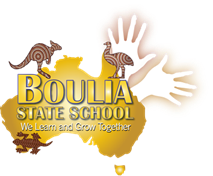 BOULIA
STATE SCHOOL
We Learn and Grow Together